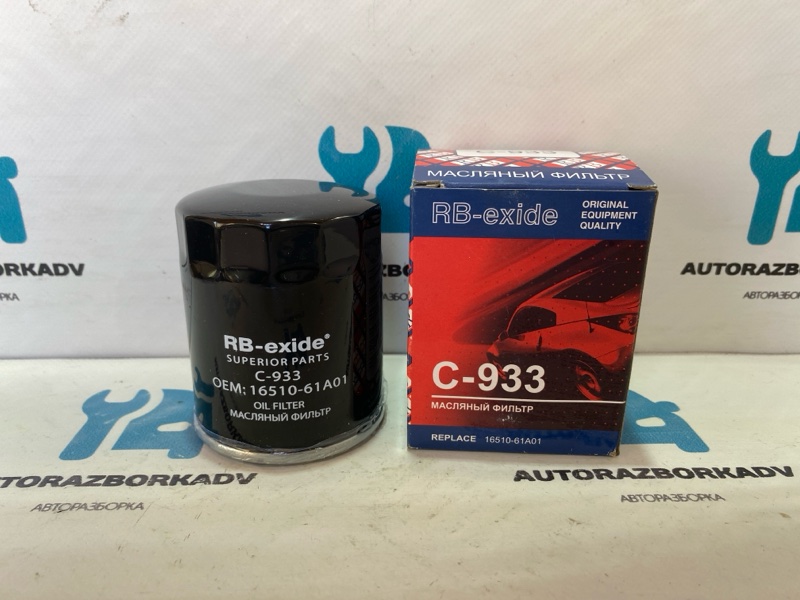 RB-exide®
SUPERIOR PARTS
C-933
OEM: 16510-61A01
OIL FILTER
МАСЛЯНЫЙ ФИЛЬТР
C-933
МАСЛЯНЫЙ ФИЛЬТР
RB-exide
ORIGINAL
EQUIPMENT
QUALITY
C-933
МАСЛЯНЫЙ ФИЛЬТР
REPLACE 16510-61A01
AUTORAZBORKADV
АВТОРАЗБОРКА
AUTORAZBORKADV
АВТОРАЗБОРКА
AUTORAZBORKADV
АВТОРАЗБОРКА